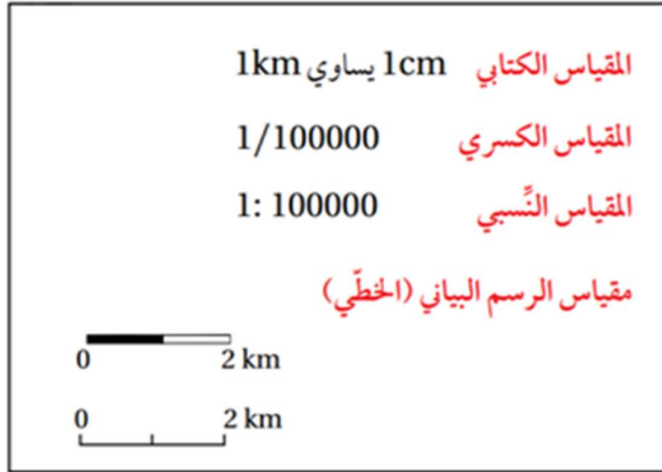 المقياس الكتابي 1cm يساوي 1km
المقياس الكسري 1/100000
المقياس النِّسبي 1: 100000
مقياس الرسم البياني (الخطّي)
0 2 km
0 2 km